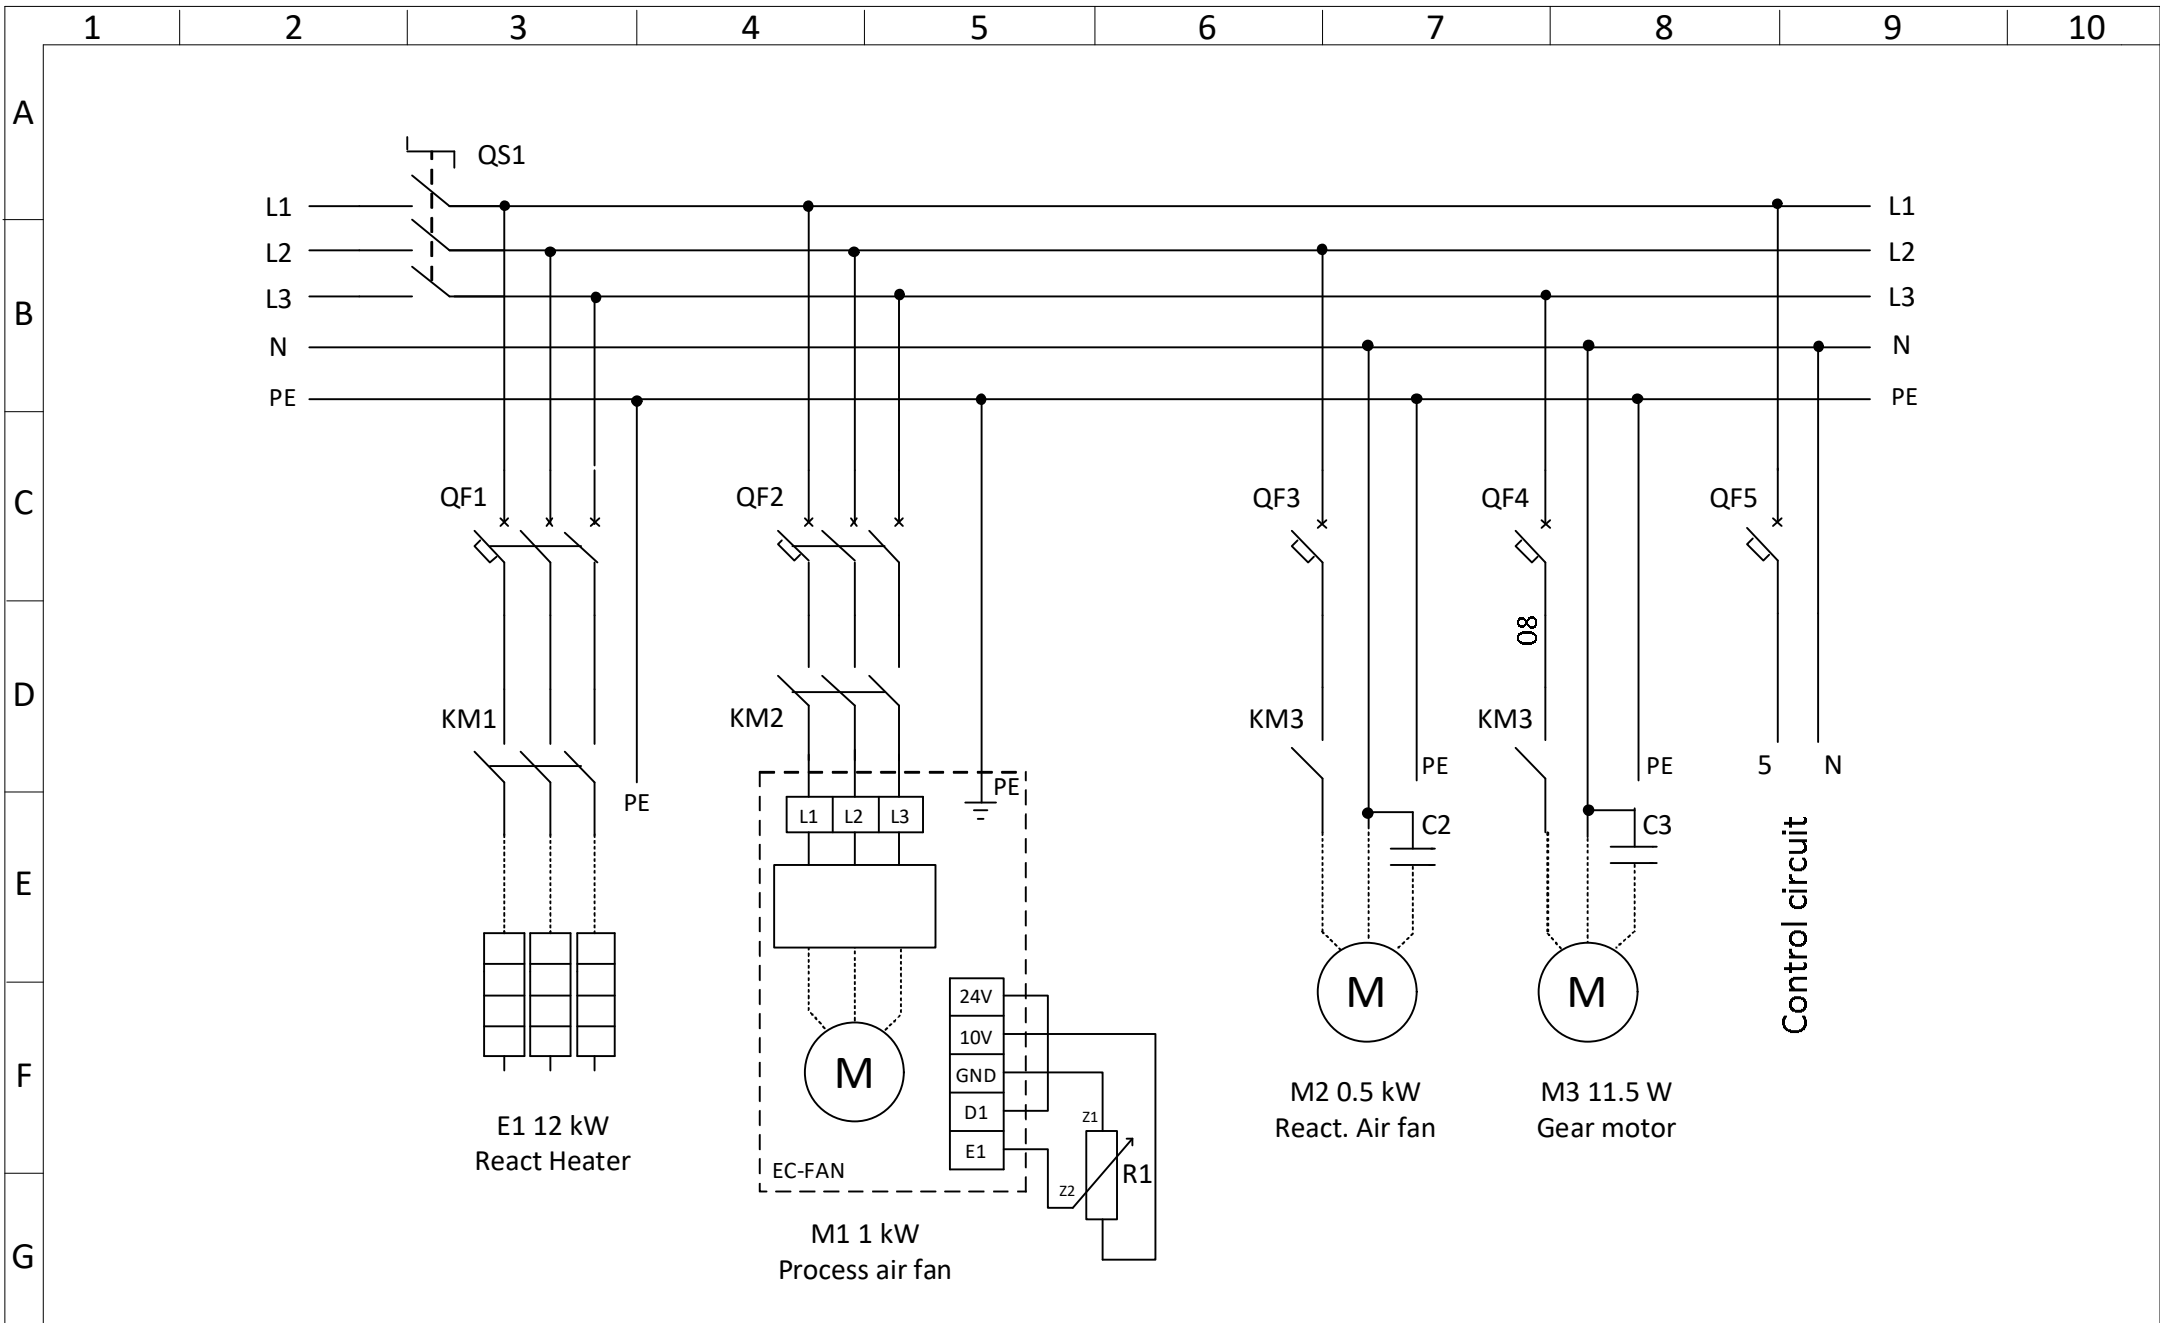 1 2 3 4 5 6 7 8 9 10
A
QS1
L1 L1
L2 L2
L3 L3
B
N N
PE PE
C
QF1 QF2 QF3 QF4 QF5
08
D
KM1 KM2 KM3 KM3
PE PE 5 N
PE PE
L1 L2 L3
C2 C3
E
Control circuit
M M
24V
10V
M
F
GND
D1
E1
Z1
Z2
R1
EC-FAN
E1 12 kW
React Heater
M2 0.5 kW
React. Air fan
M3 11.5 W
Gear motor
M1 1 kW
Process air fan
G